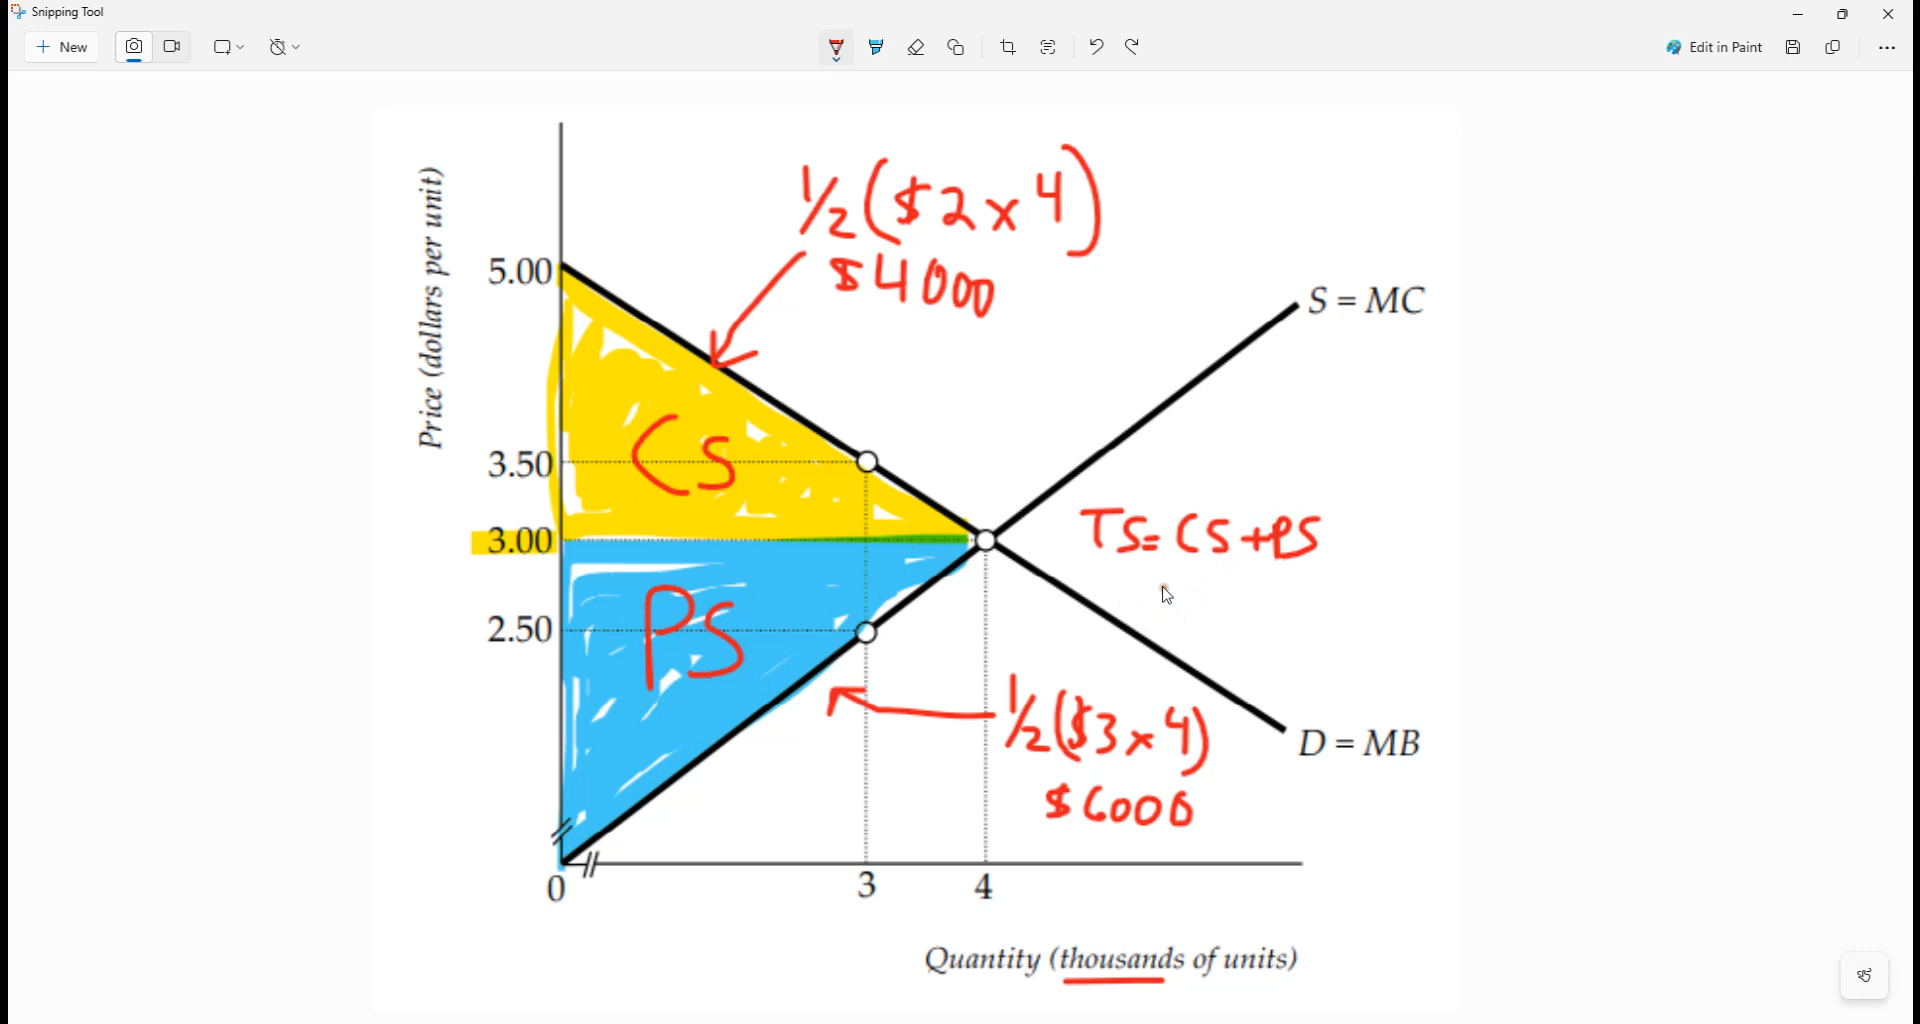 Snipping Tool
New
Edit in Paint
Price (dollars per unit)
½($2x4)
$4000
5.00
S = MC
CS
3.50
3.00
TS=CS+PS
PS
2.50
½($3x4)
D = MB
$6000
0
3
4
Quantity (thousands of units)